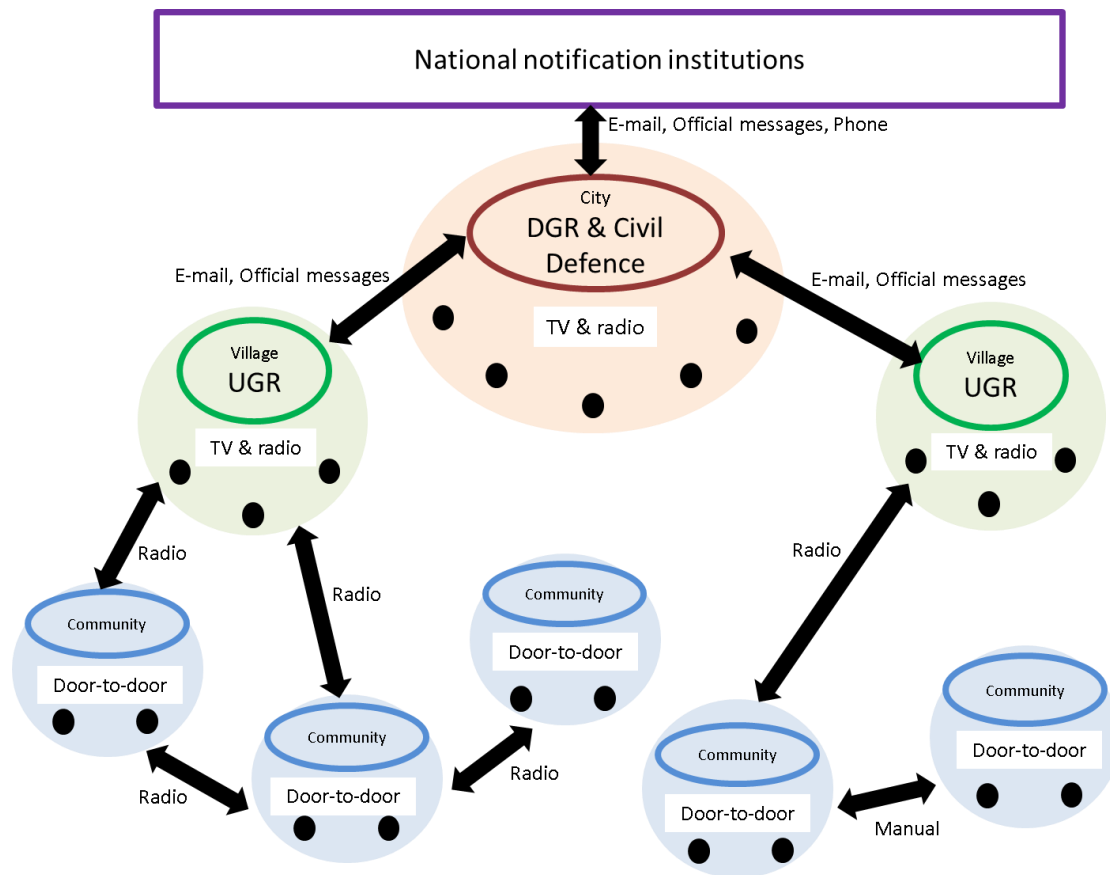 National notification institutions
E-mail, Official messages, Phone
City
DGR & Civil
Defence
TV & radio
E-mail, Official messages
E-mail, Official messages
Village
UGR
TV & radio
Village
UGR
TV & radio
Radio
Radio
Radio
Community
Door-to-door
Community
Door-to-door
Community
Door-to-door
Community
Door-to-door
Community
Door-to-door
Radio
Radio
Manual